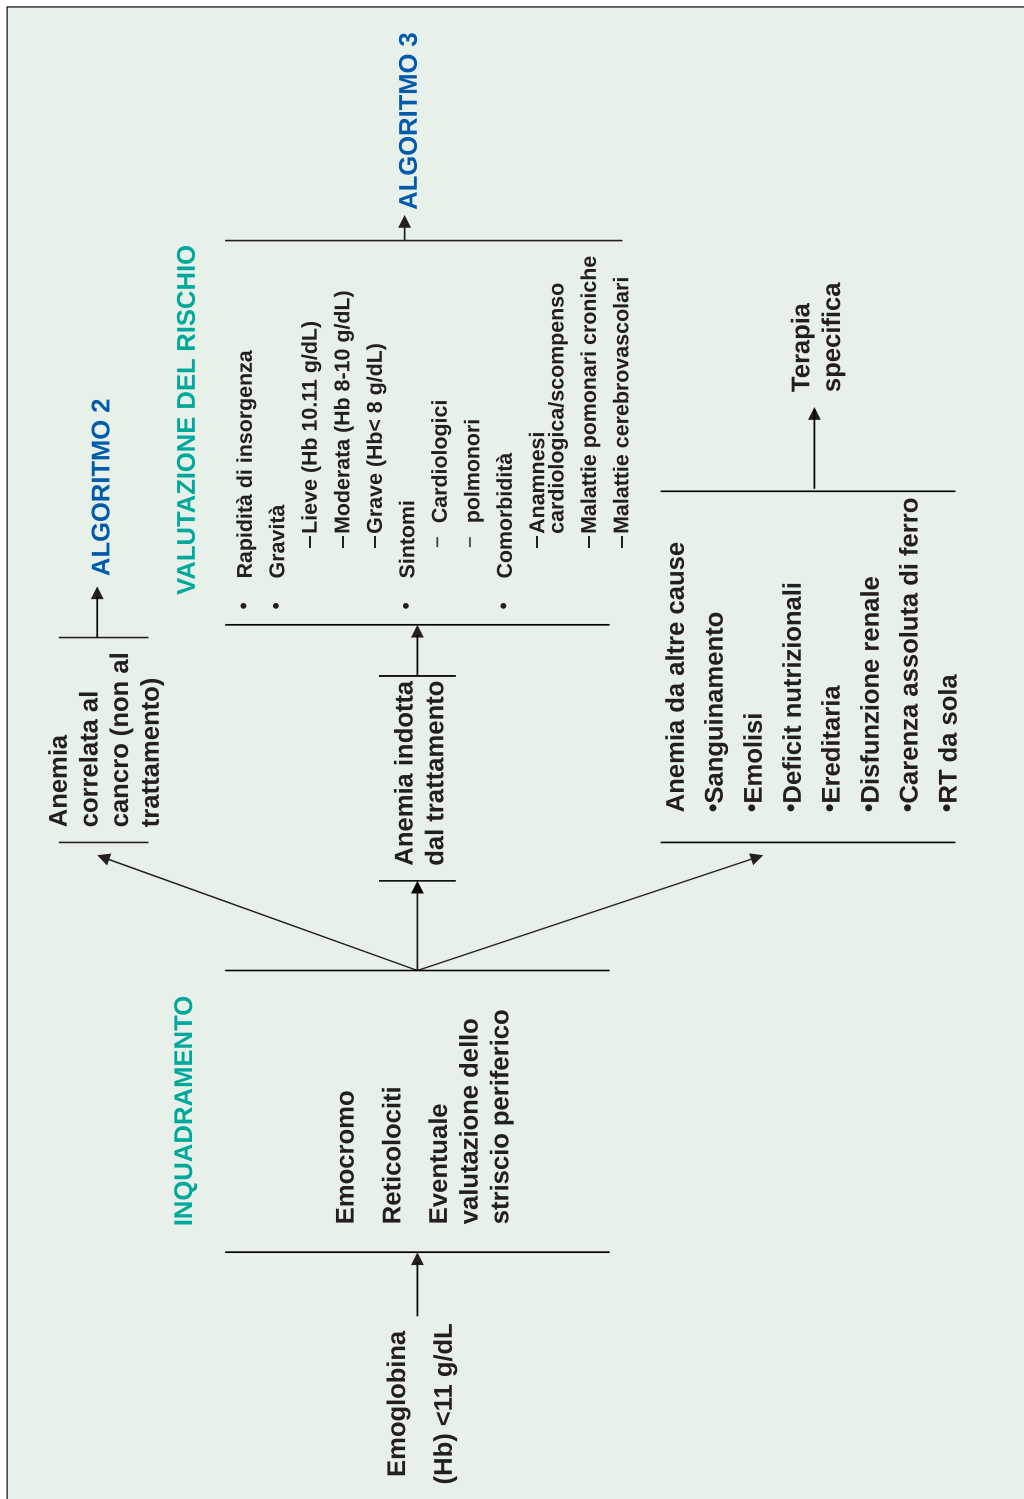 Emoglobina
(Hb) <11 g/dL
INQUADRAMENTO
Emocromo
Reticolociti
Eventuale
valutazione dello
striscio periferico
Anemia
correlata al
cancro (non al
trattamento)
ALGORITMO 2
Anemia indotta
dal trattamento
VALUTAZIONE DEL RISCHIO
• Rapidità di insorgenza
• Gravità
–Lieve (Hb 10.11 g/dL)
–Moderata (Hb 8-10 g/dL)
–Grave (Hb< 8 g/dL)
• Sintomi
– Cardiologici
– polmonori
• Comorbidità
–Anamnesi
cardiologica/scompenso
–Malattie pomonari croniche
–Malattie cerebrovascolari
ALGORITMO 3
Anemia da altre cause
•Sanguinamento
•Emolisi
•Deficit nutrizionali
•Ereditaria
•Disfunzione renale
•Carenza assoluta di ferro
•RT da sola
Terapia
specifica